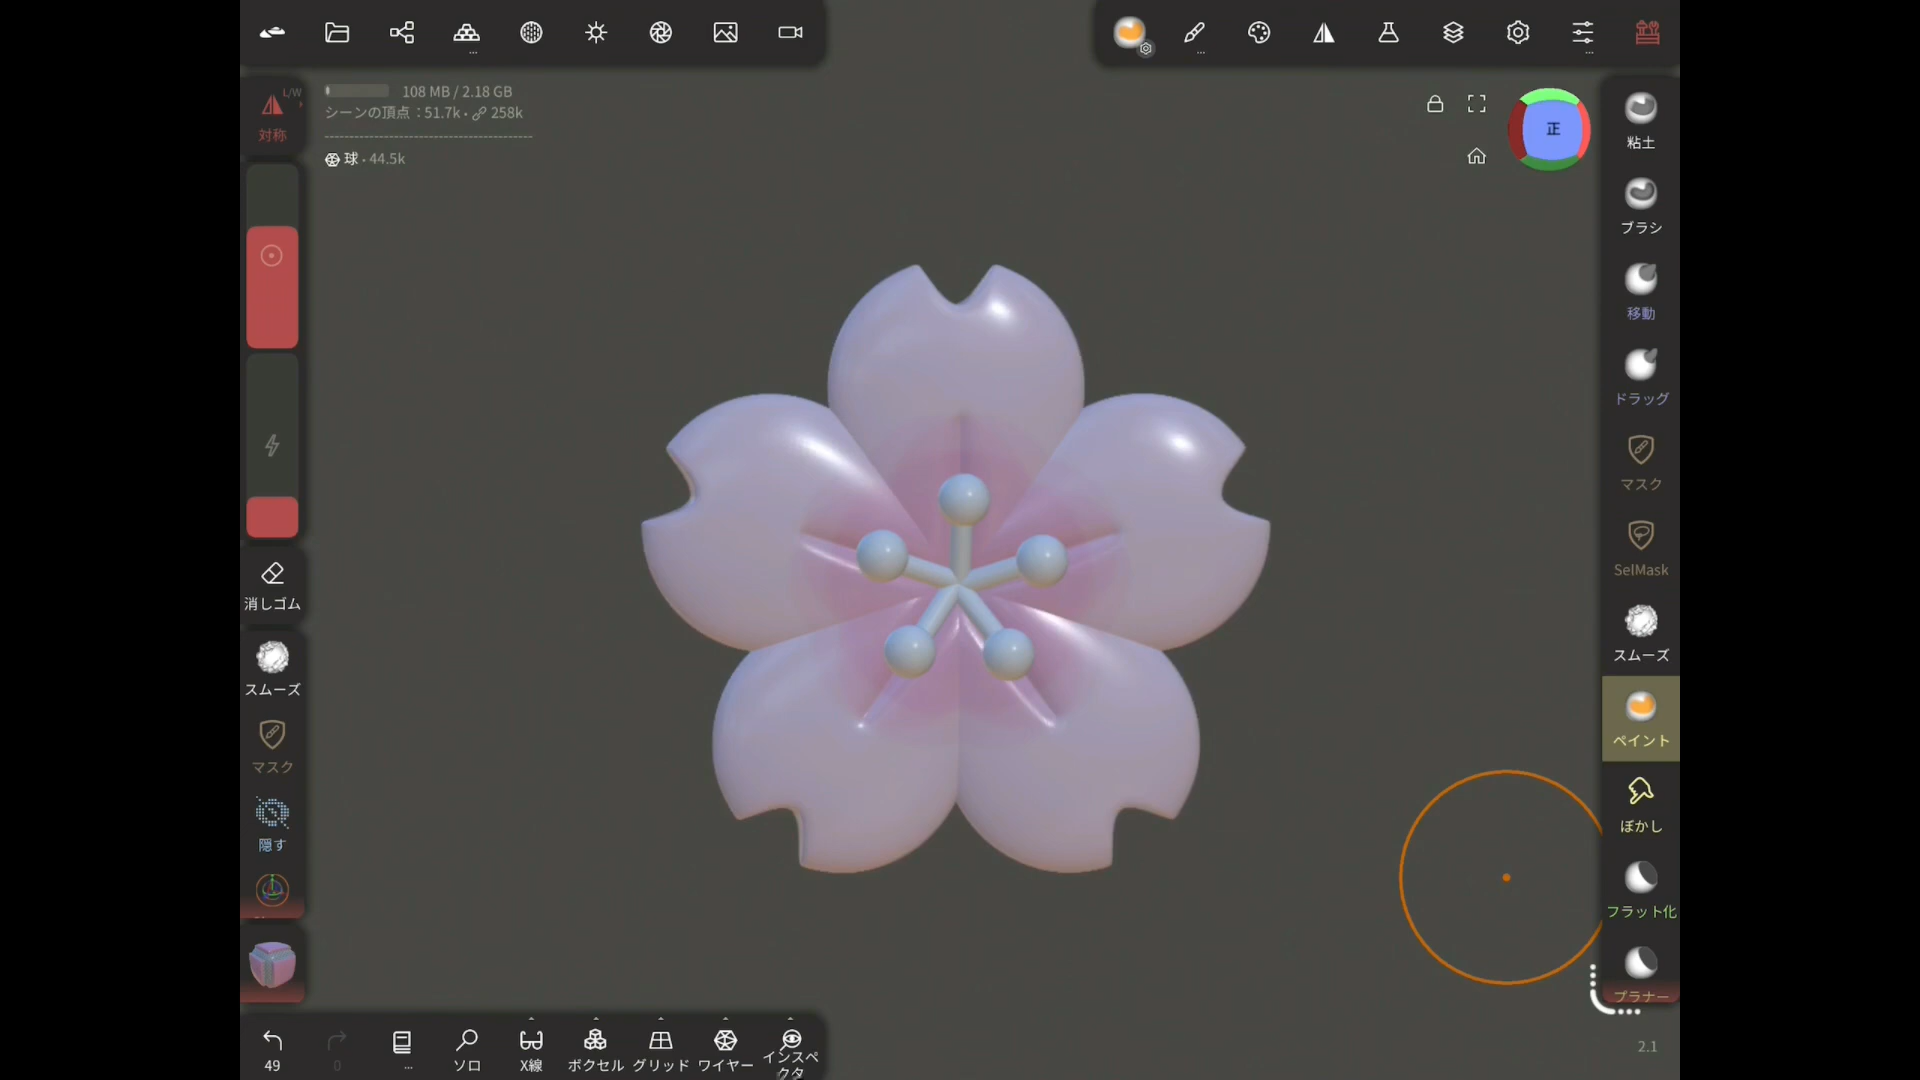 108 MB / 2.18 GB
シーンの頂点：51.7k • 258k
球 • 44.5k
L/W
対称
消しゴム
スムーズ
マスク
隠す
49
0
...
ソロ
X線
ボクセル
グリッド
ワイヤー
インスペ
クタ
正
粘土
ブラシ
移動
ドラッグ
マスク
SelMask
スムーズ
ペイント
ぼかし
フラット化
プラナー
2.1